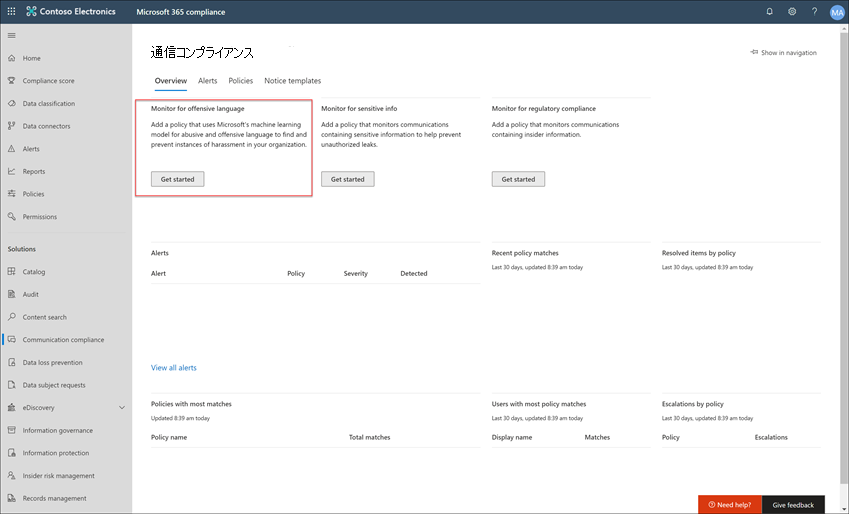 Contoso Electronics
Microsoft 365 compliance
?
MA
Home
Compliance score
Data classification
Data connectors
Alerts
Reports
Policies
Permissions
Solutions
Catalog
Audit
Content search
Communication compliance
Data loss prevention
Data subject requests
eDiscovery
Information governance
Information protection
Insider risk management
Records management
通信コンプライアンス
Show in navigation
Overview Alerts Policies Notice templates
Monitor for offensive language
Add a policy that uses Microsoft's machine learning
model for abusive and offensive language to find and
prevent instances of harassment in your organization.
Get started
Monitor for sensitive info
Add a policy that monitors communications
containing sensitive information to help prevent
unauthorized leaks.
Get started
Monitor for regulatory compliance
Add a policy that monitors communications
containing insider information.
Get started
Alerts
Alert Policy Severity Detected
View all alerts
Recent policy matches
Last 30 days, updated 8:39 am today
Resolved items by policy
Last 30 days, updated 8:39 am today
Policies with most matches
Updated 8:39 am today
Policy name Total matches
Users with most policy matches
Last 30 days, updated 8:39 am today
Display name Matches
Escalations by policy
Last 30 days, updated 8:39 am today
Policy Escalations
Need help?
Give feedback